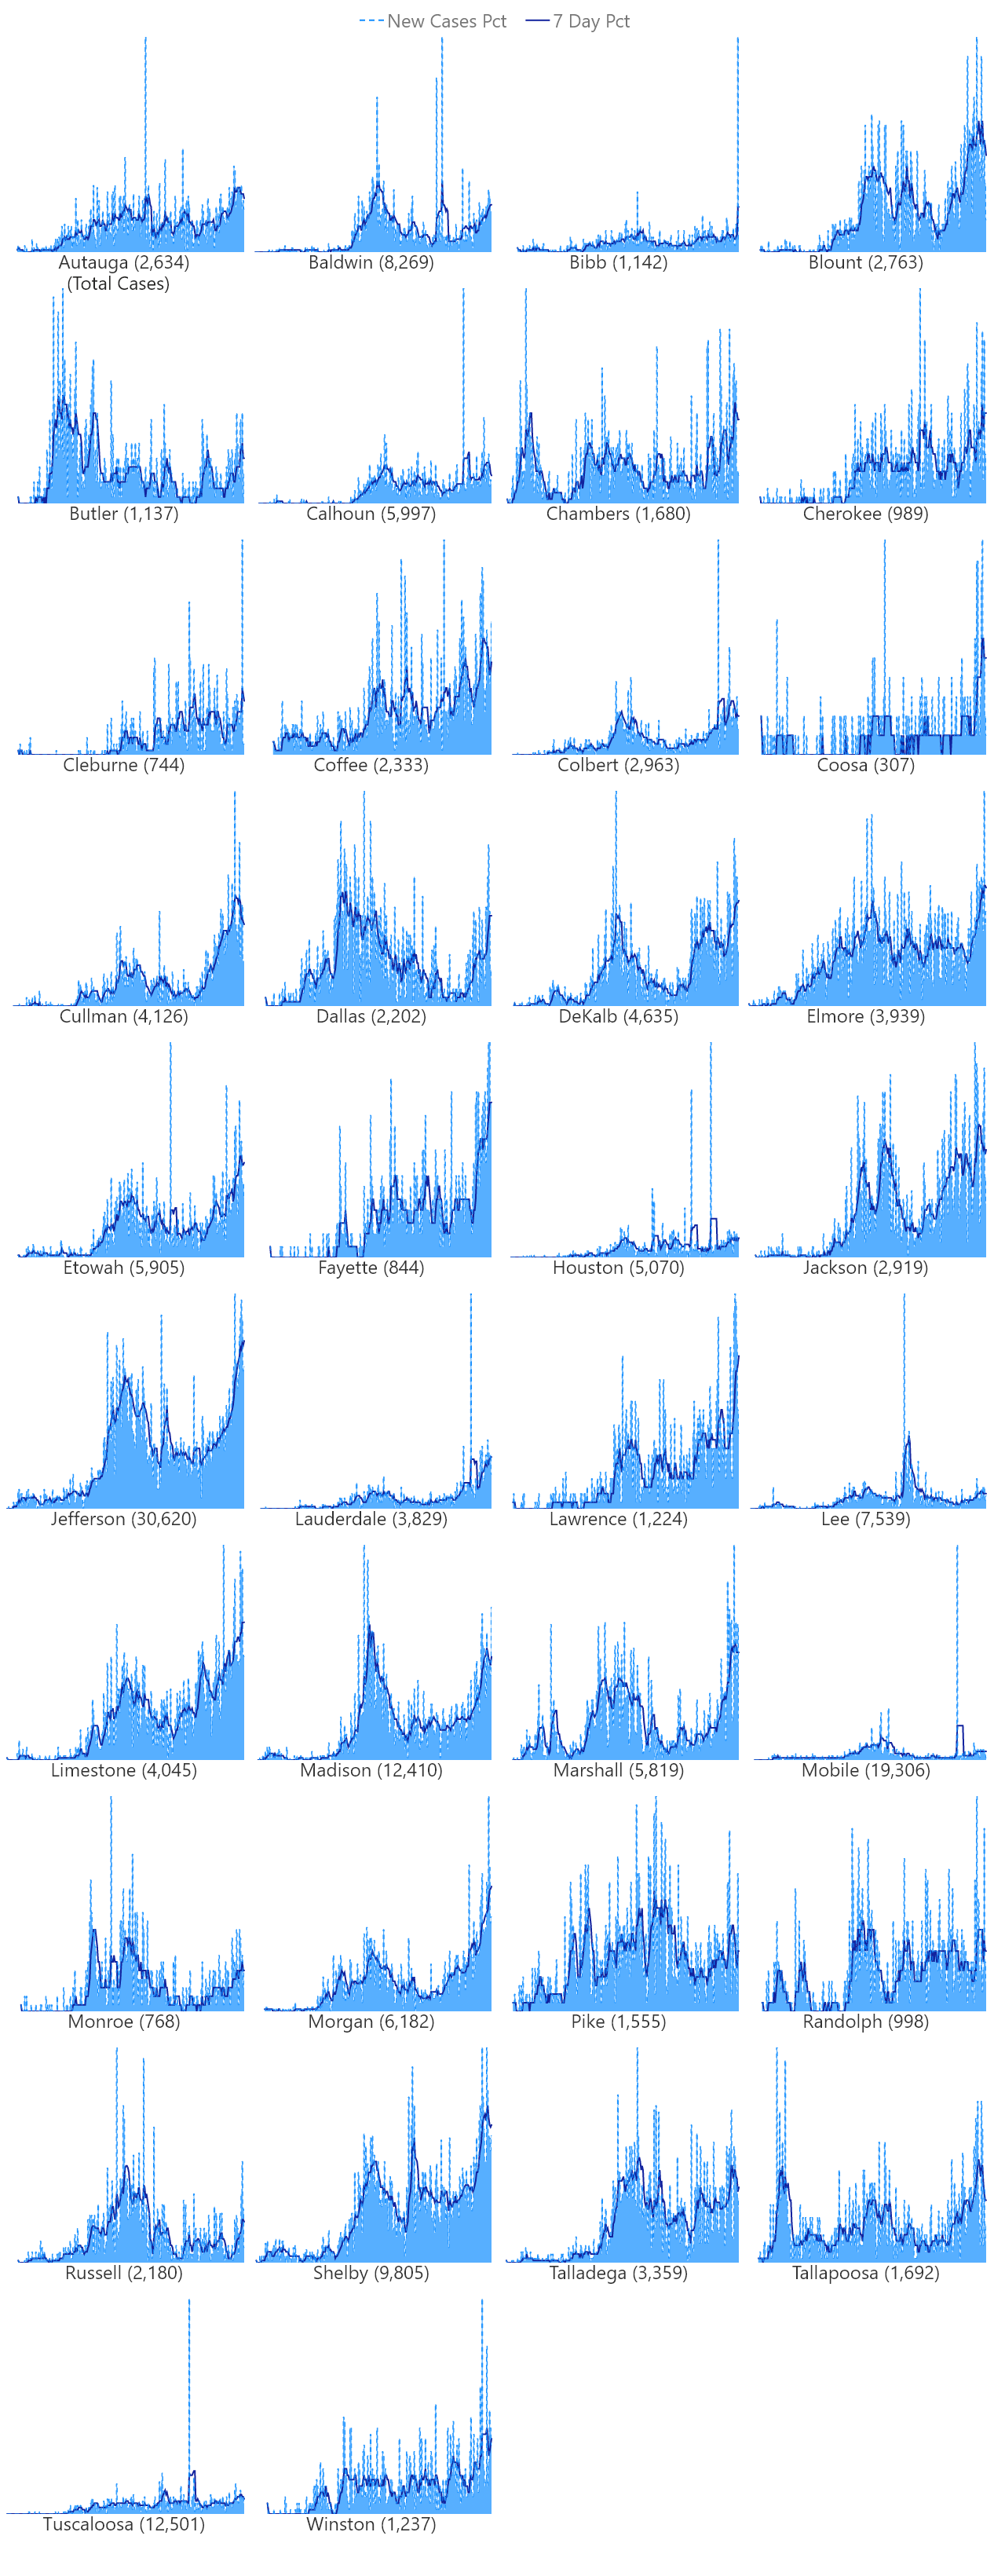 New Cases Pct 7 Day Pct
Autauga (2,634) Baldwin (8,269) Bibb (1,142) Blount (2,763)
(Total Cases)
Butler (1,137) Calhoun (5,997) Chambers (1,680) Cherokee (989)
Cleburne (744) Coffee (2,333) Colbert (2,963) Coosa (307)
Cullman (4,126) Dallas (2,202) DeKalb (4,635) Elmore (3,939)
Etowah (5,905) Fayette (844) Houston (5,070) Jackson (2,919)
Jefferson (30,620) Lauderdale (3,829) Lawrence (1,224) Lee (7,539)
Limestone (4,045) Madison (12,410) Marshall (5,819) Mobile (19,306)
Monroe (768) Morgan (6,182) Pike (1,555) Randolph (998)
Russell (2,180) Shelby (9,805) Talladega (3,359) Tallapoosa (1,692)
Tuscaloosa (12,501) Winston (1,237)